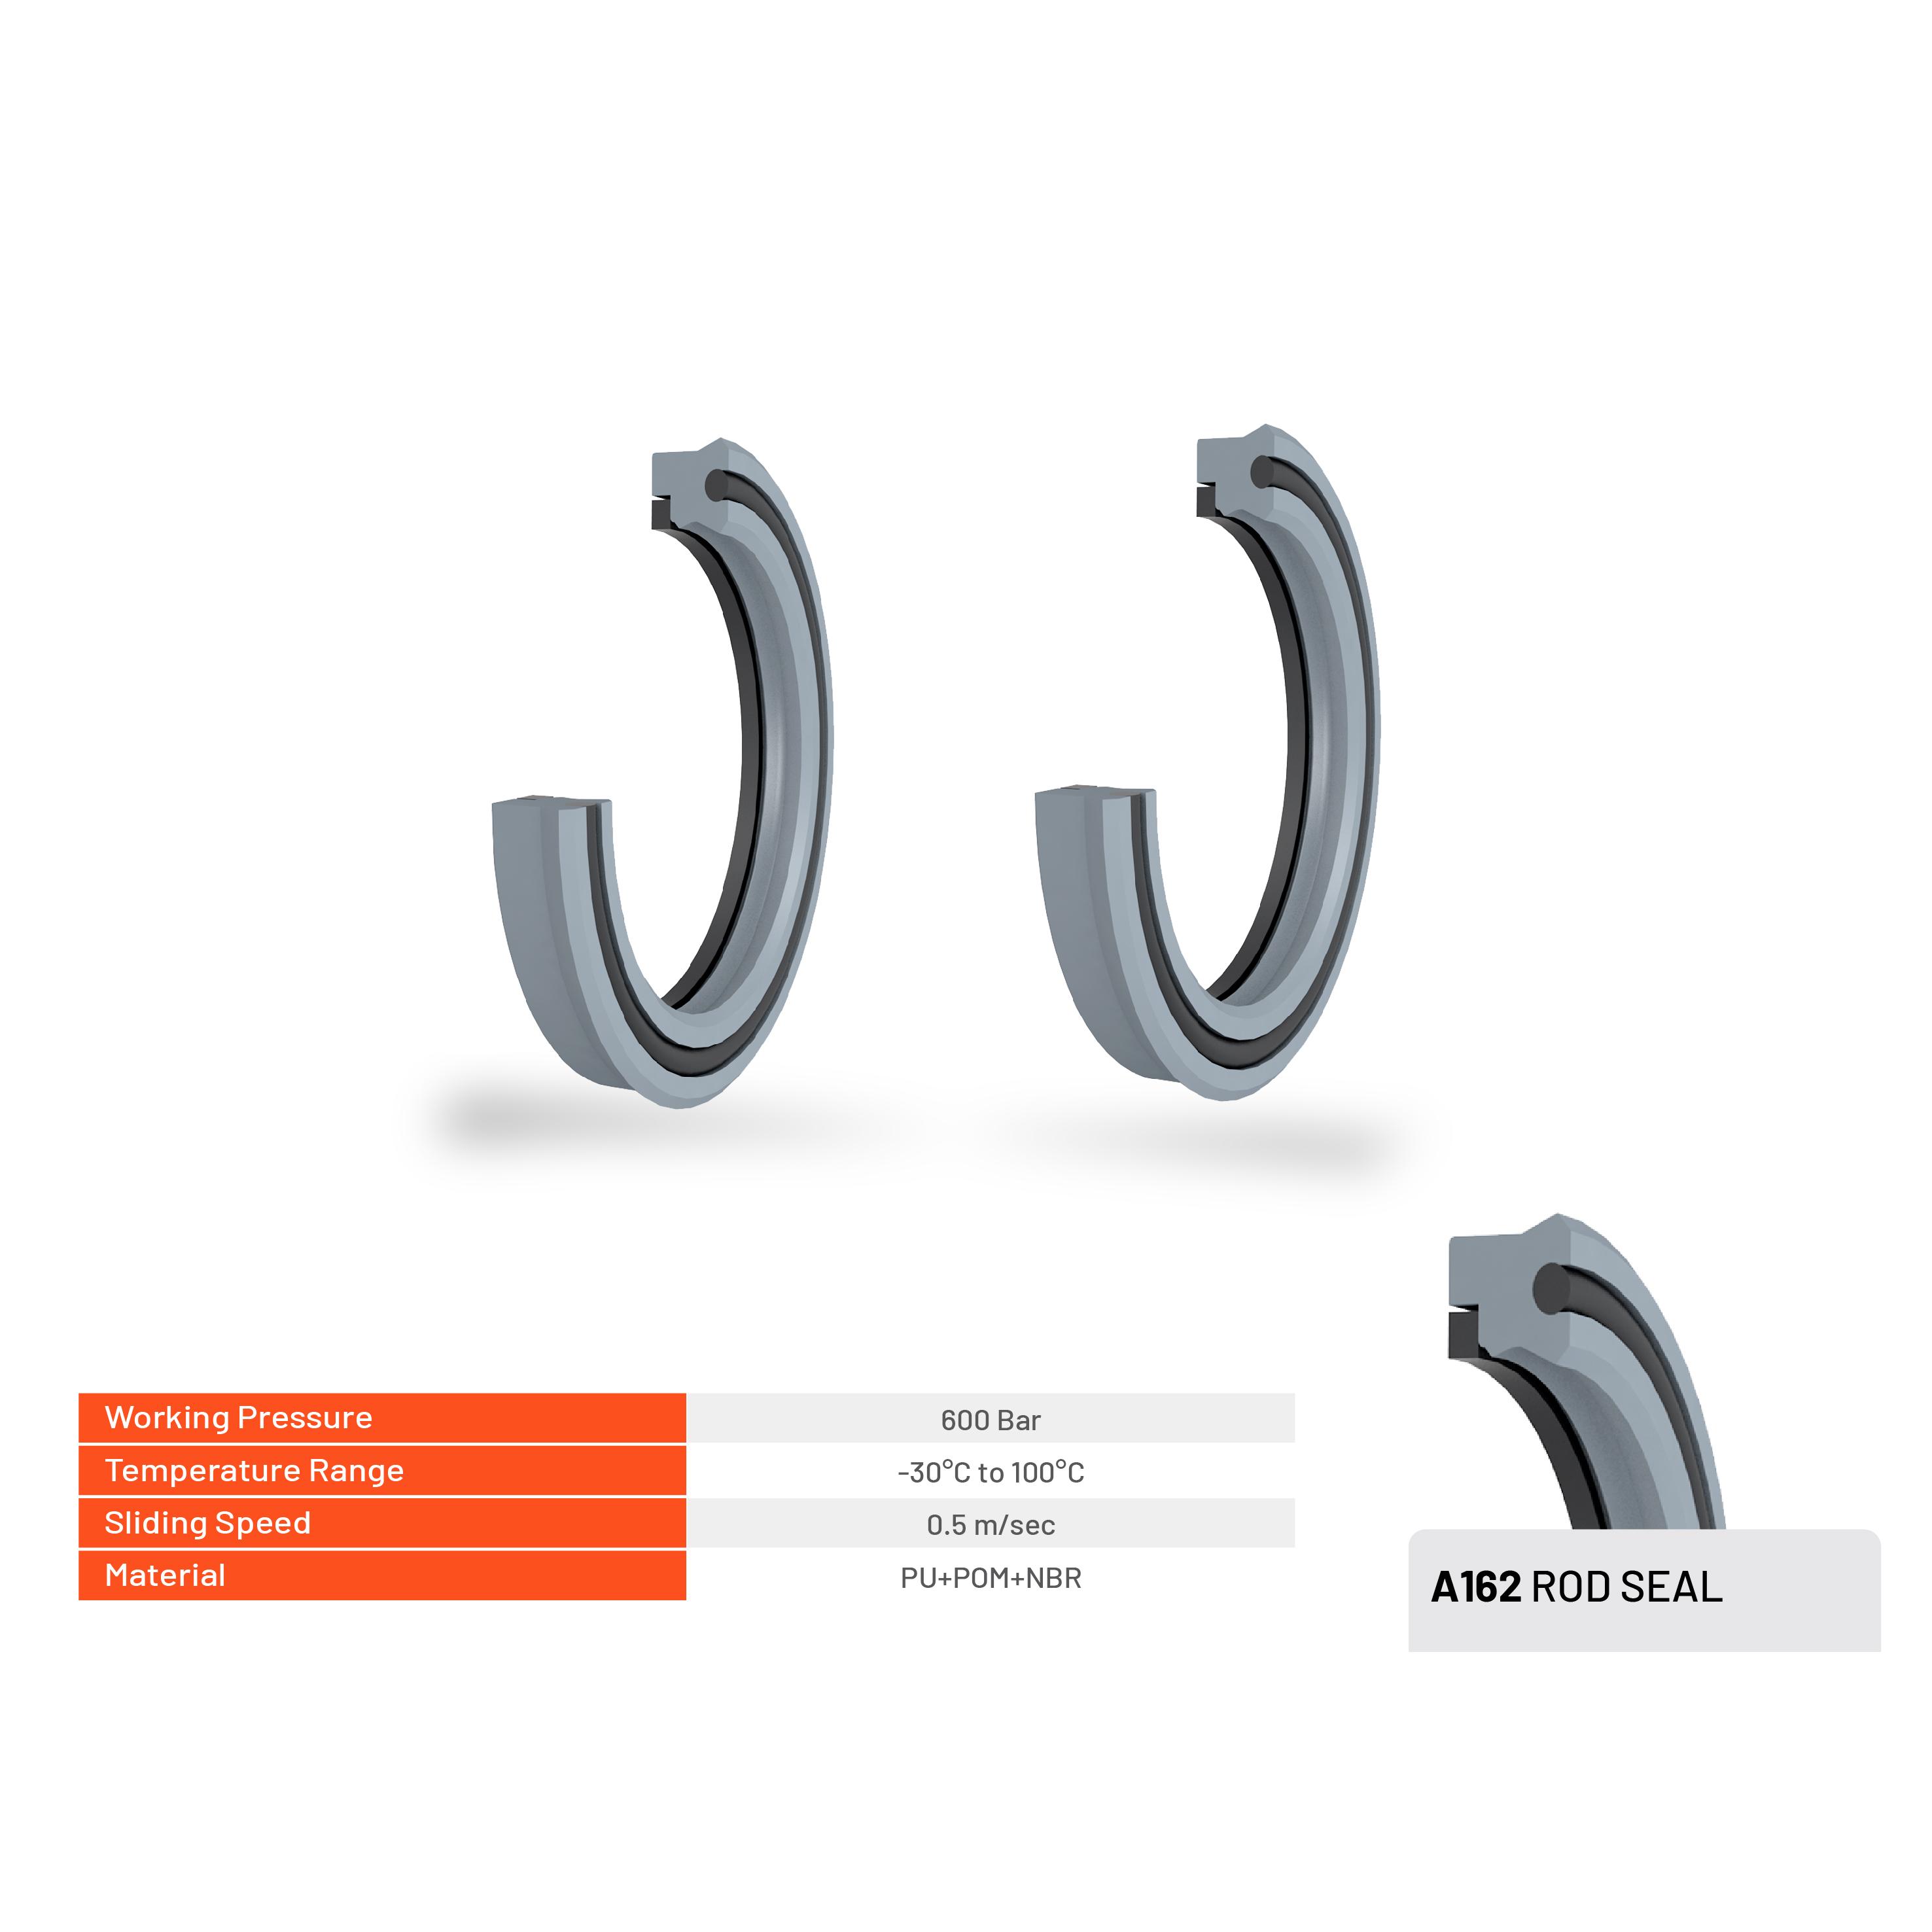 Working Pressure 600 Bar
Temperature Range -30°C to 100°C
Sliding Speed 0.5 m/sec
Material PU+POM+NBR
A162 ROD SEAL